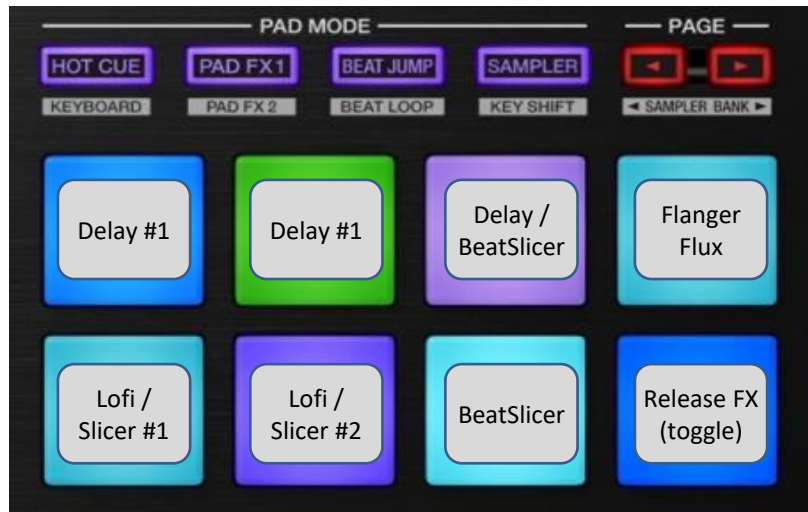 PAD MODE
PAGE
HOT CUE
PAD FX1
BEAT JUMP
SAMPLER
◄
►
KEYBOARD
PAD FX 2
BEAT LOOP
KEY SHIFT
◄ SAMPLER BANK ►
Delay #1
Delay #1
Delay /
BeatSlicer
Flanger
Flux
Lofi /
Slicer #1
Lofi /
Slicer #2
BeatSlicer
Release FX
(toggle)